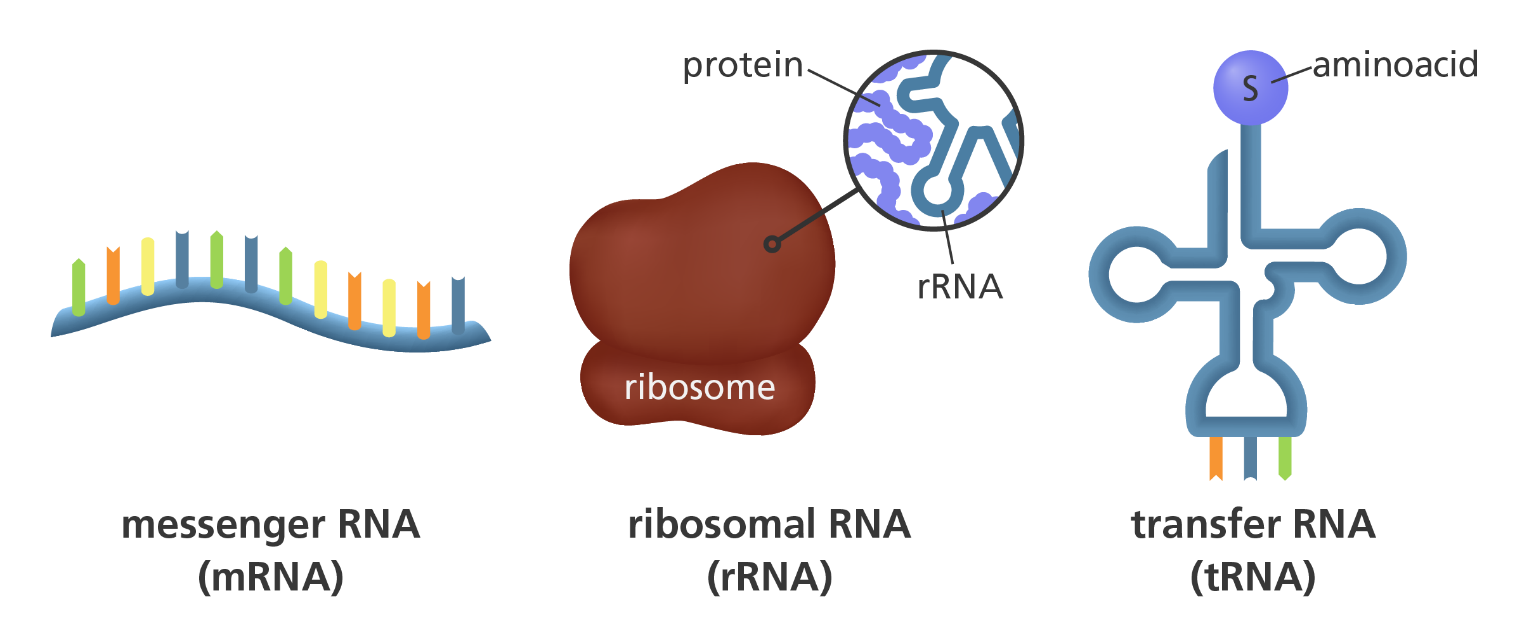 protein
rRNA
ribosome
S
aminoacid
messenger RNA
(mRNA)
ribosomal RNA
(rRNA)
transfer RNA
(tRNA)